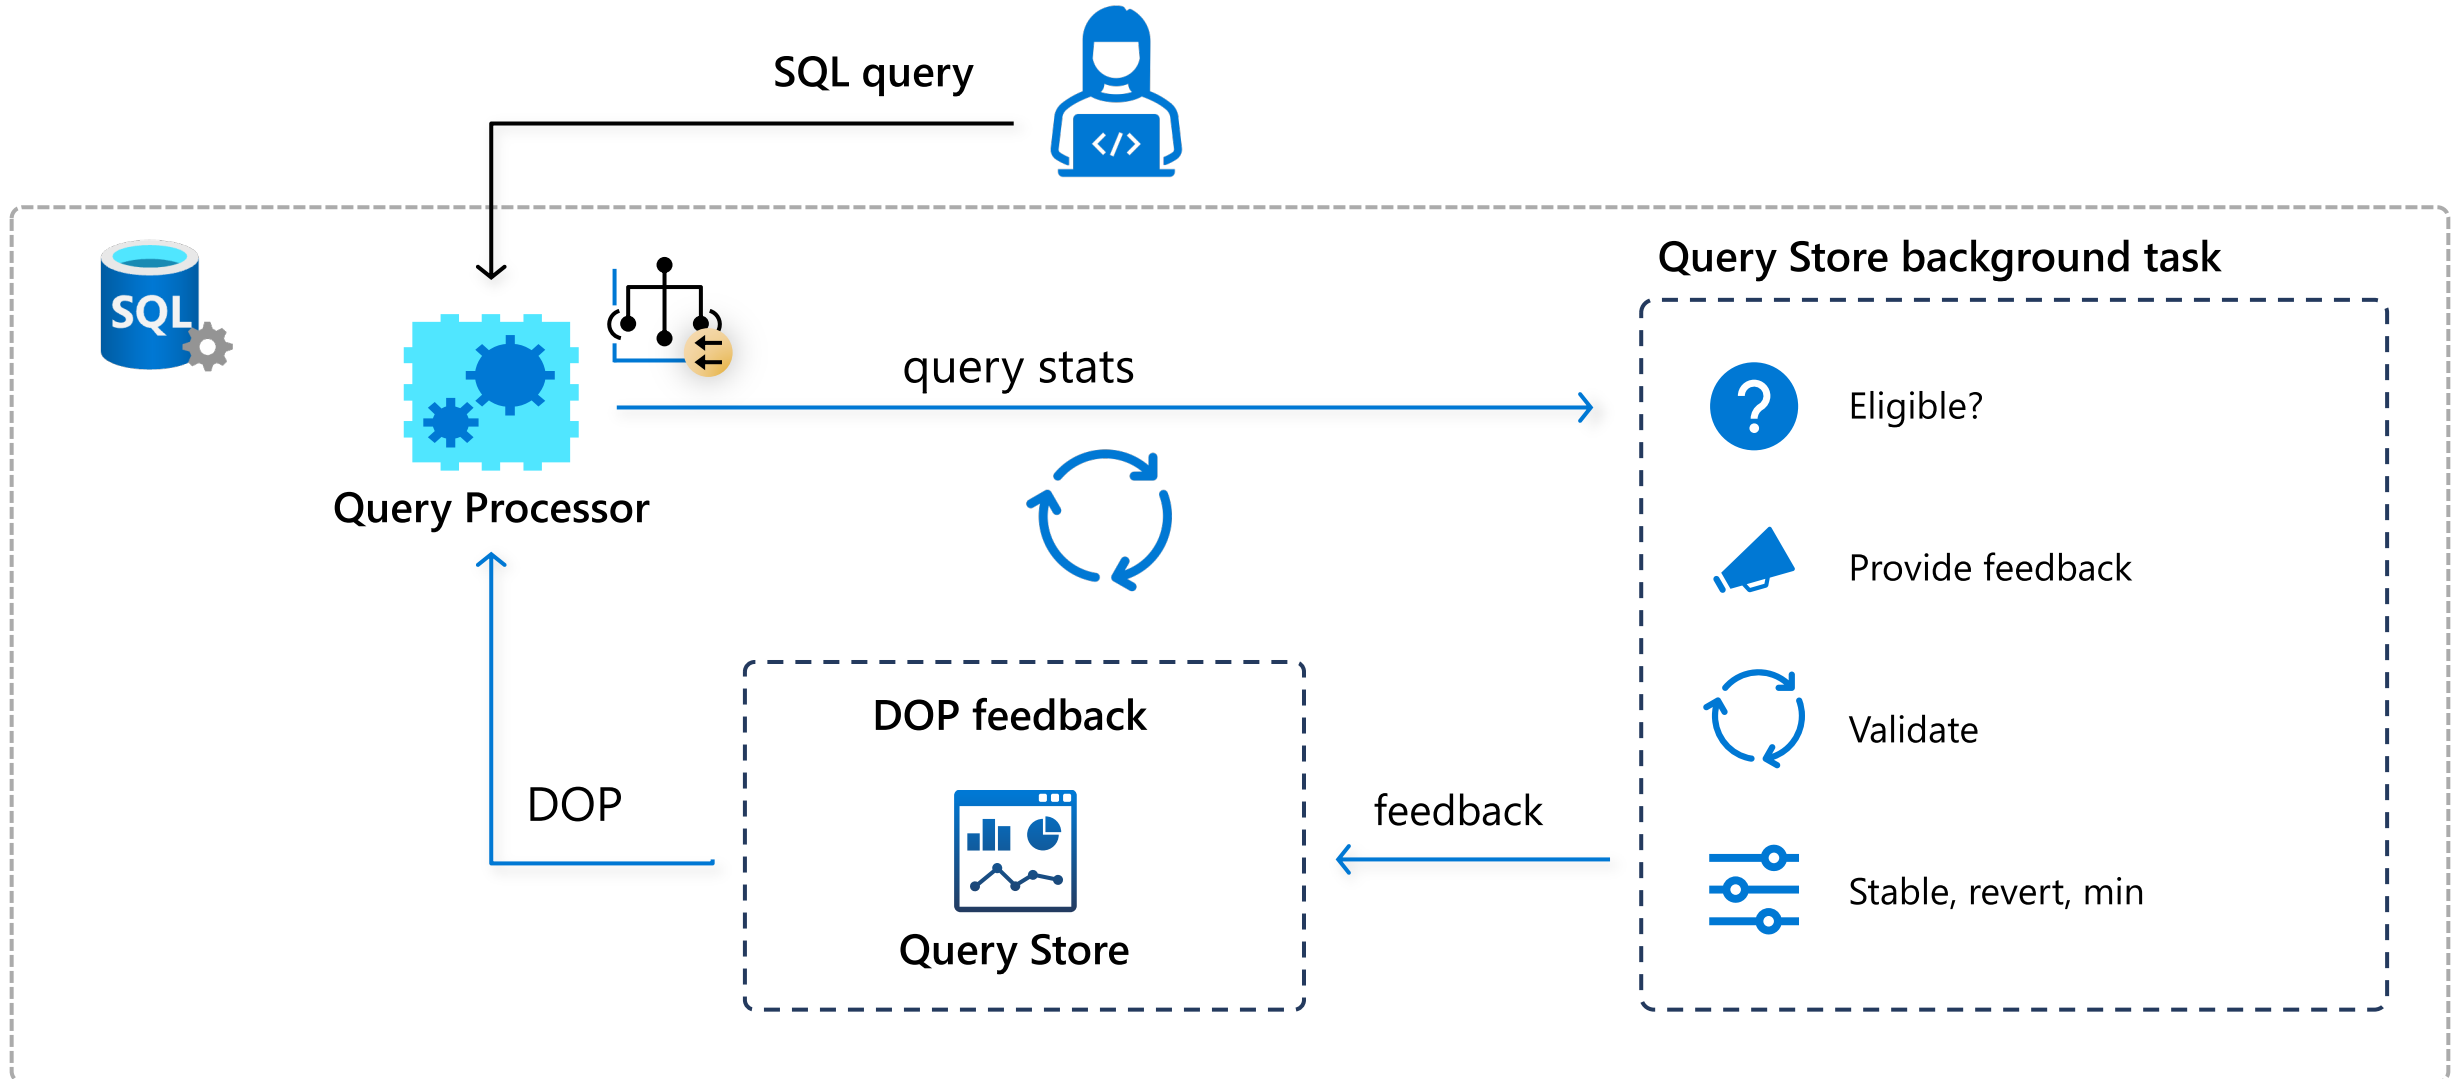 SQL query
SQL
Query Store background task
query stats
Eligible?
Query Processor
Provide feedback
DOP feedback
Validate
DOP
feedback
Stable, revert, min
Query Store